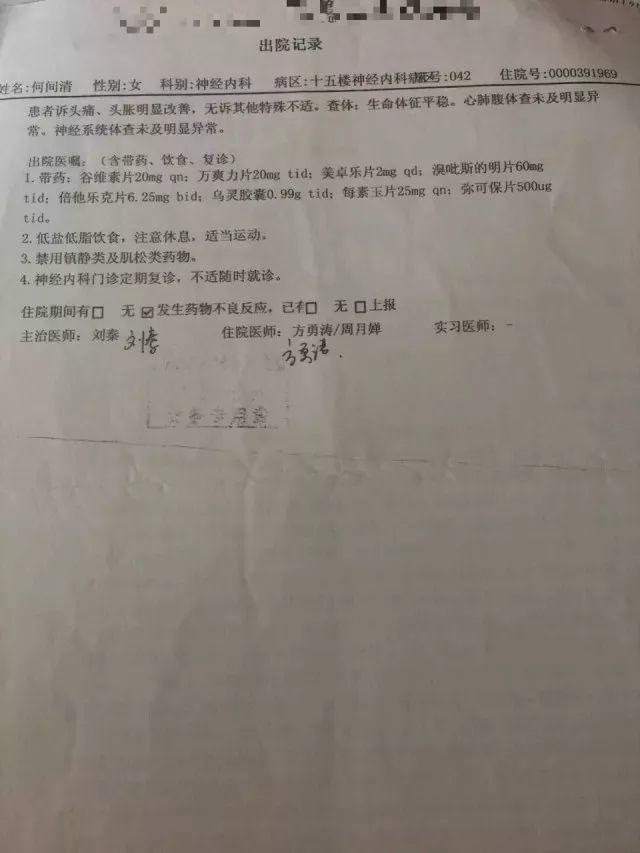 出院记录
姓名:何间清 性别:女 科别:神经内科 病区:十五楼神经内科 :042 住院号:0000391969
患者诉头痛、头胀明显改善，无诉其他特殊不适。查体：生命体征平稳。心肺腹体查未及明显异
常。神经系统体查未及明显异常。
出院医嘱：（含带药、饮食、复诊）
1.带药：谷维素片20mg qn；万爽力片20mg tid；美卓乐片2mg qd；溴吡斯的明片60mg
tid；倍他乐克片6.25mg bid；乌灵胶囊0.99g tid；每素玉片25mg qn；弥可保片500ug
tid。
2.低盐低脂饮食，注意休息，适当运动。
3.禁用镇静类及肌松类药物。
4.神经内科门诊定期复诊，不适随时就诊。
住院期间有□ 无☑发生药物不良反应，已有□ 无□上报
主治医师：刘秦 住院医师：方勇涛/周月婵 实习医师：-